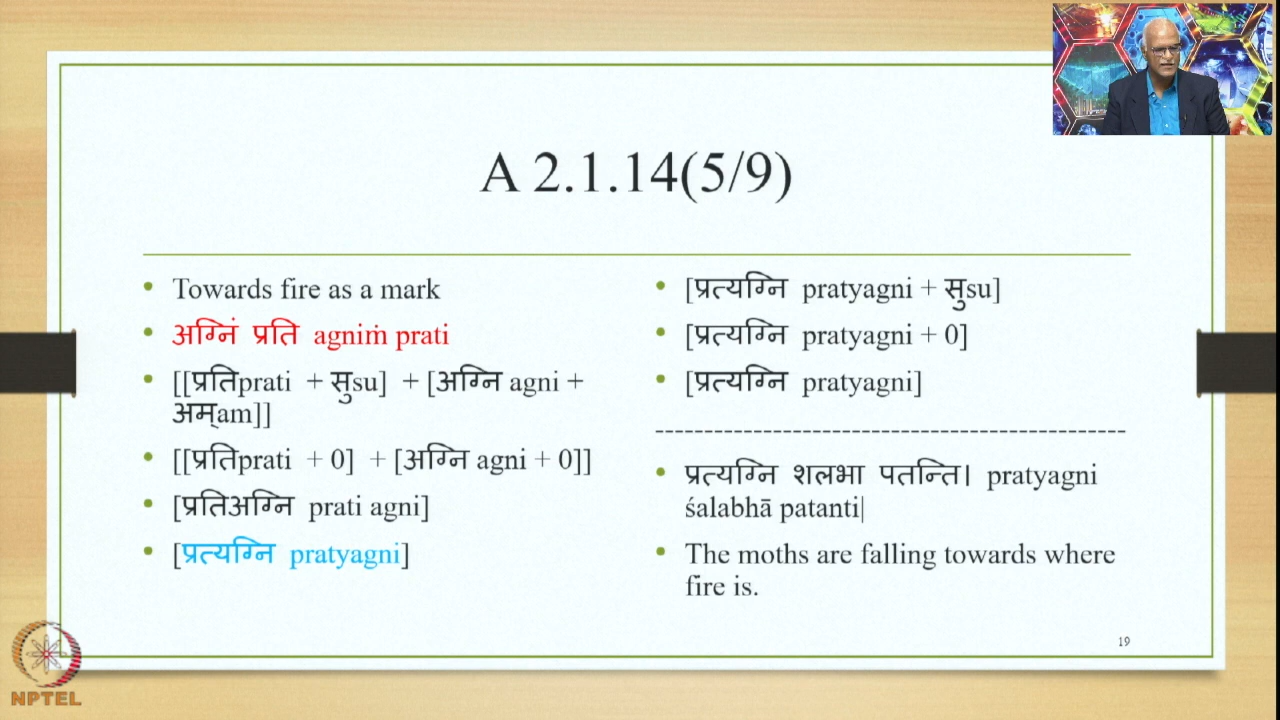 A 2.1.14(5/9)
• Towards fire as a mark
• अग्निं प्रति agniṁ prati
• [[प्रतिprati + सुsu] + [अग्नि agni +
अम्am]]
• [[प्रतिprati + 0] + [अग्नि agni + 0]]
• [प्रतिअग्नि prati agni]
• [प्रत्यग्नि pratyagni]
• [प्रत्यग्नि pratyagni + सुsu]
• [प्रत्यग्नि pratyagni + 0]
• [प्रत्यग्नि pratyagni]
-----------------------------------------------
• प्रत्यग्नि शलभा पतन्ति। pratyagni
śalabhā patanti|
• The moths are falling towards where
fire is.
19
NPTEL